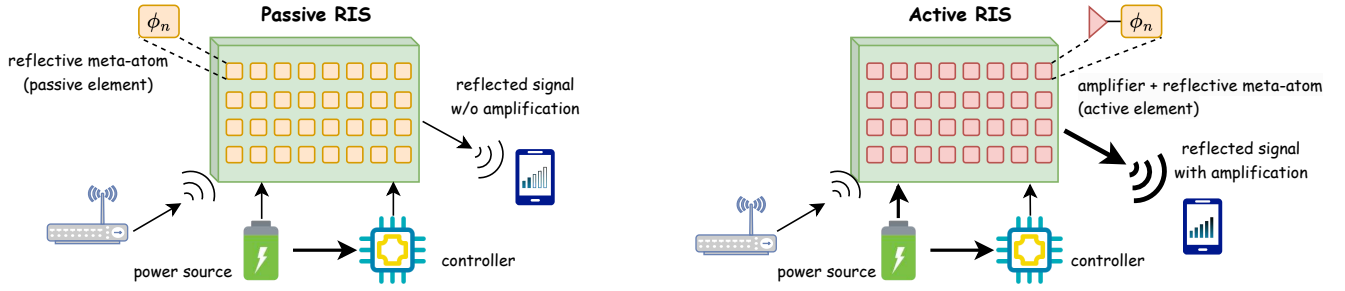 Passive RIS
ϕₙ
reflective meta-atom
(passive element)
reflected signal
w/o amplification
power source
controller
Active RIS
ϕₙ
amplifier + reflective meta-atom
(active element)
reflected signal
with amplification
power source
controller